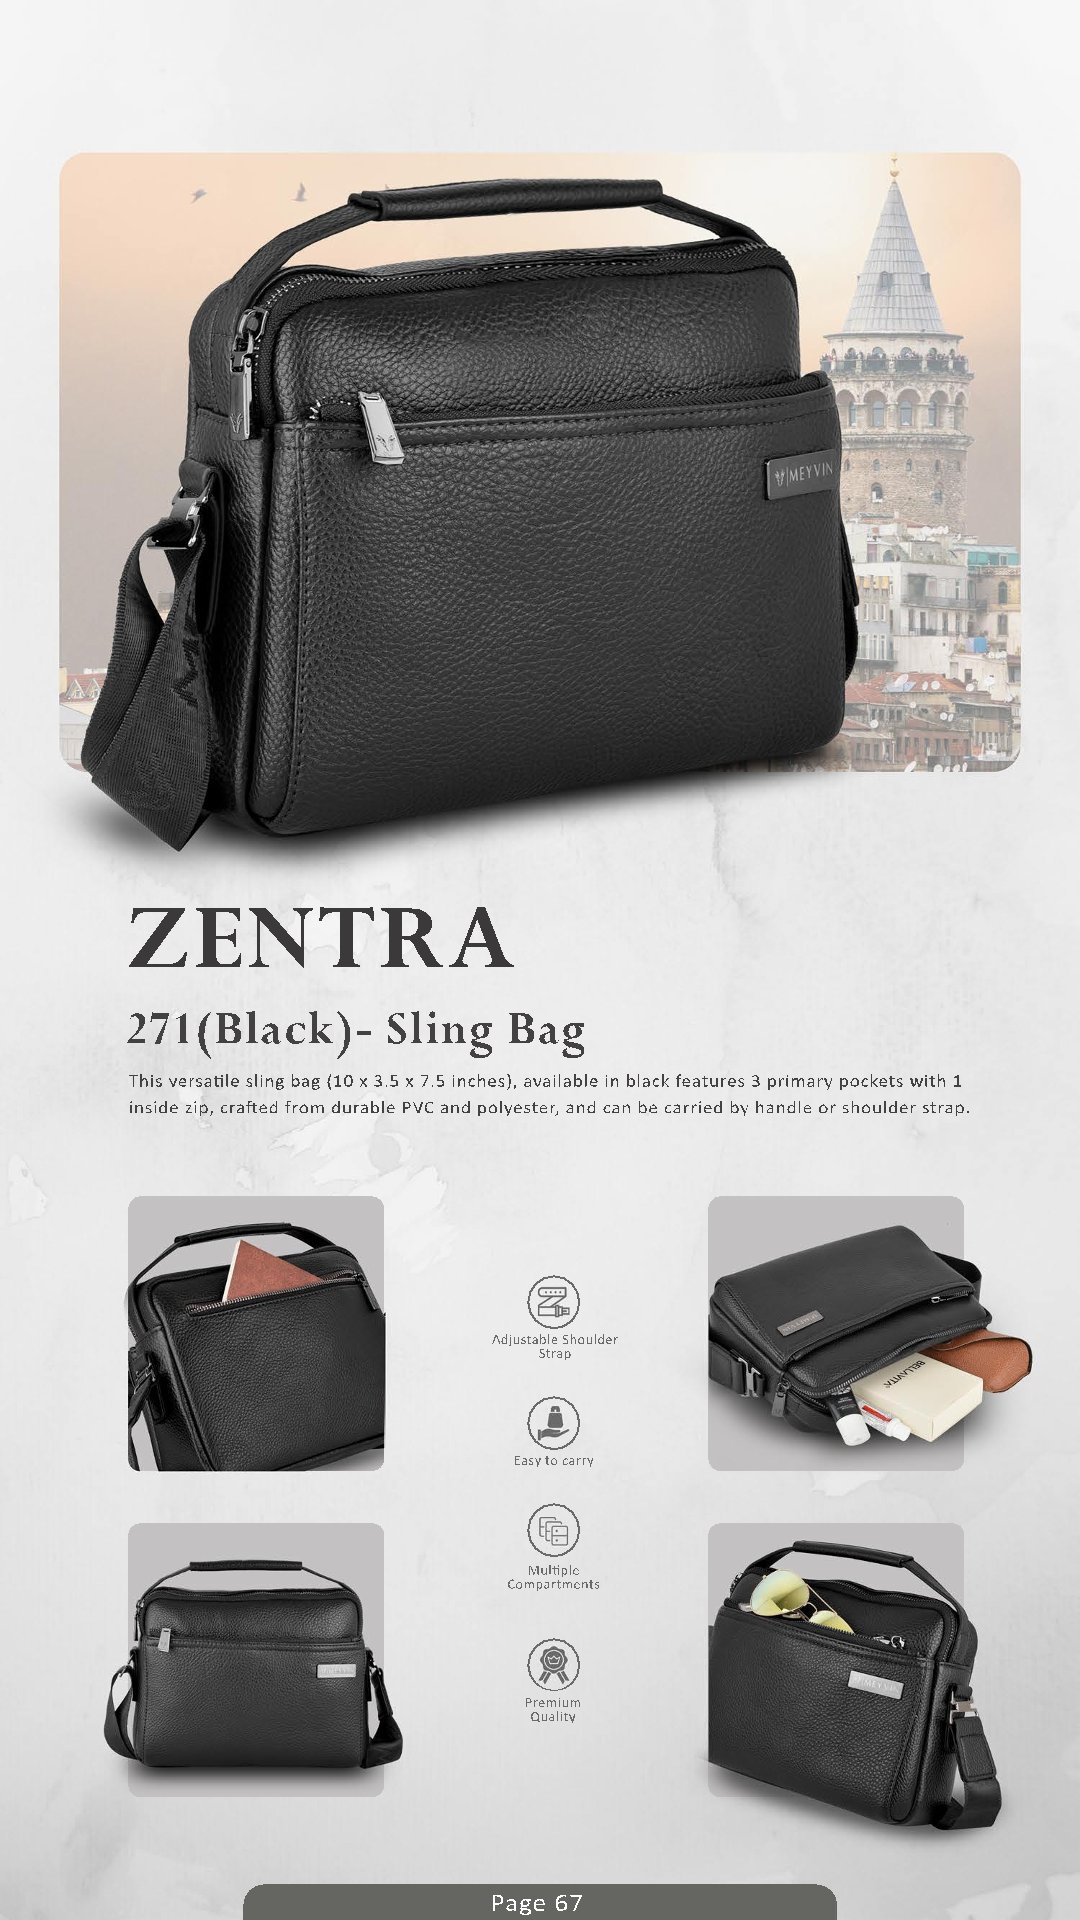 MEYVIN
ZENTRA
271(Black)- Sling Bag
This versatile sling bag (10 x 3.5 x 7.5 inches), available in black features 3 primary pockets with 1
inside zip, crafted from durable PVC and polyester, and can be carried by handle or shoulder strap.
Adjustable Shoulder
Strap
BELLAVITA
Easy to carry
Multiple
Compartments
MEYVIN
Premium
Quality
Page 67